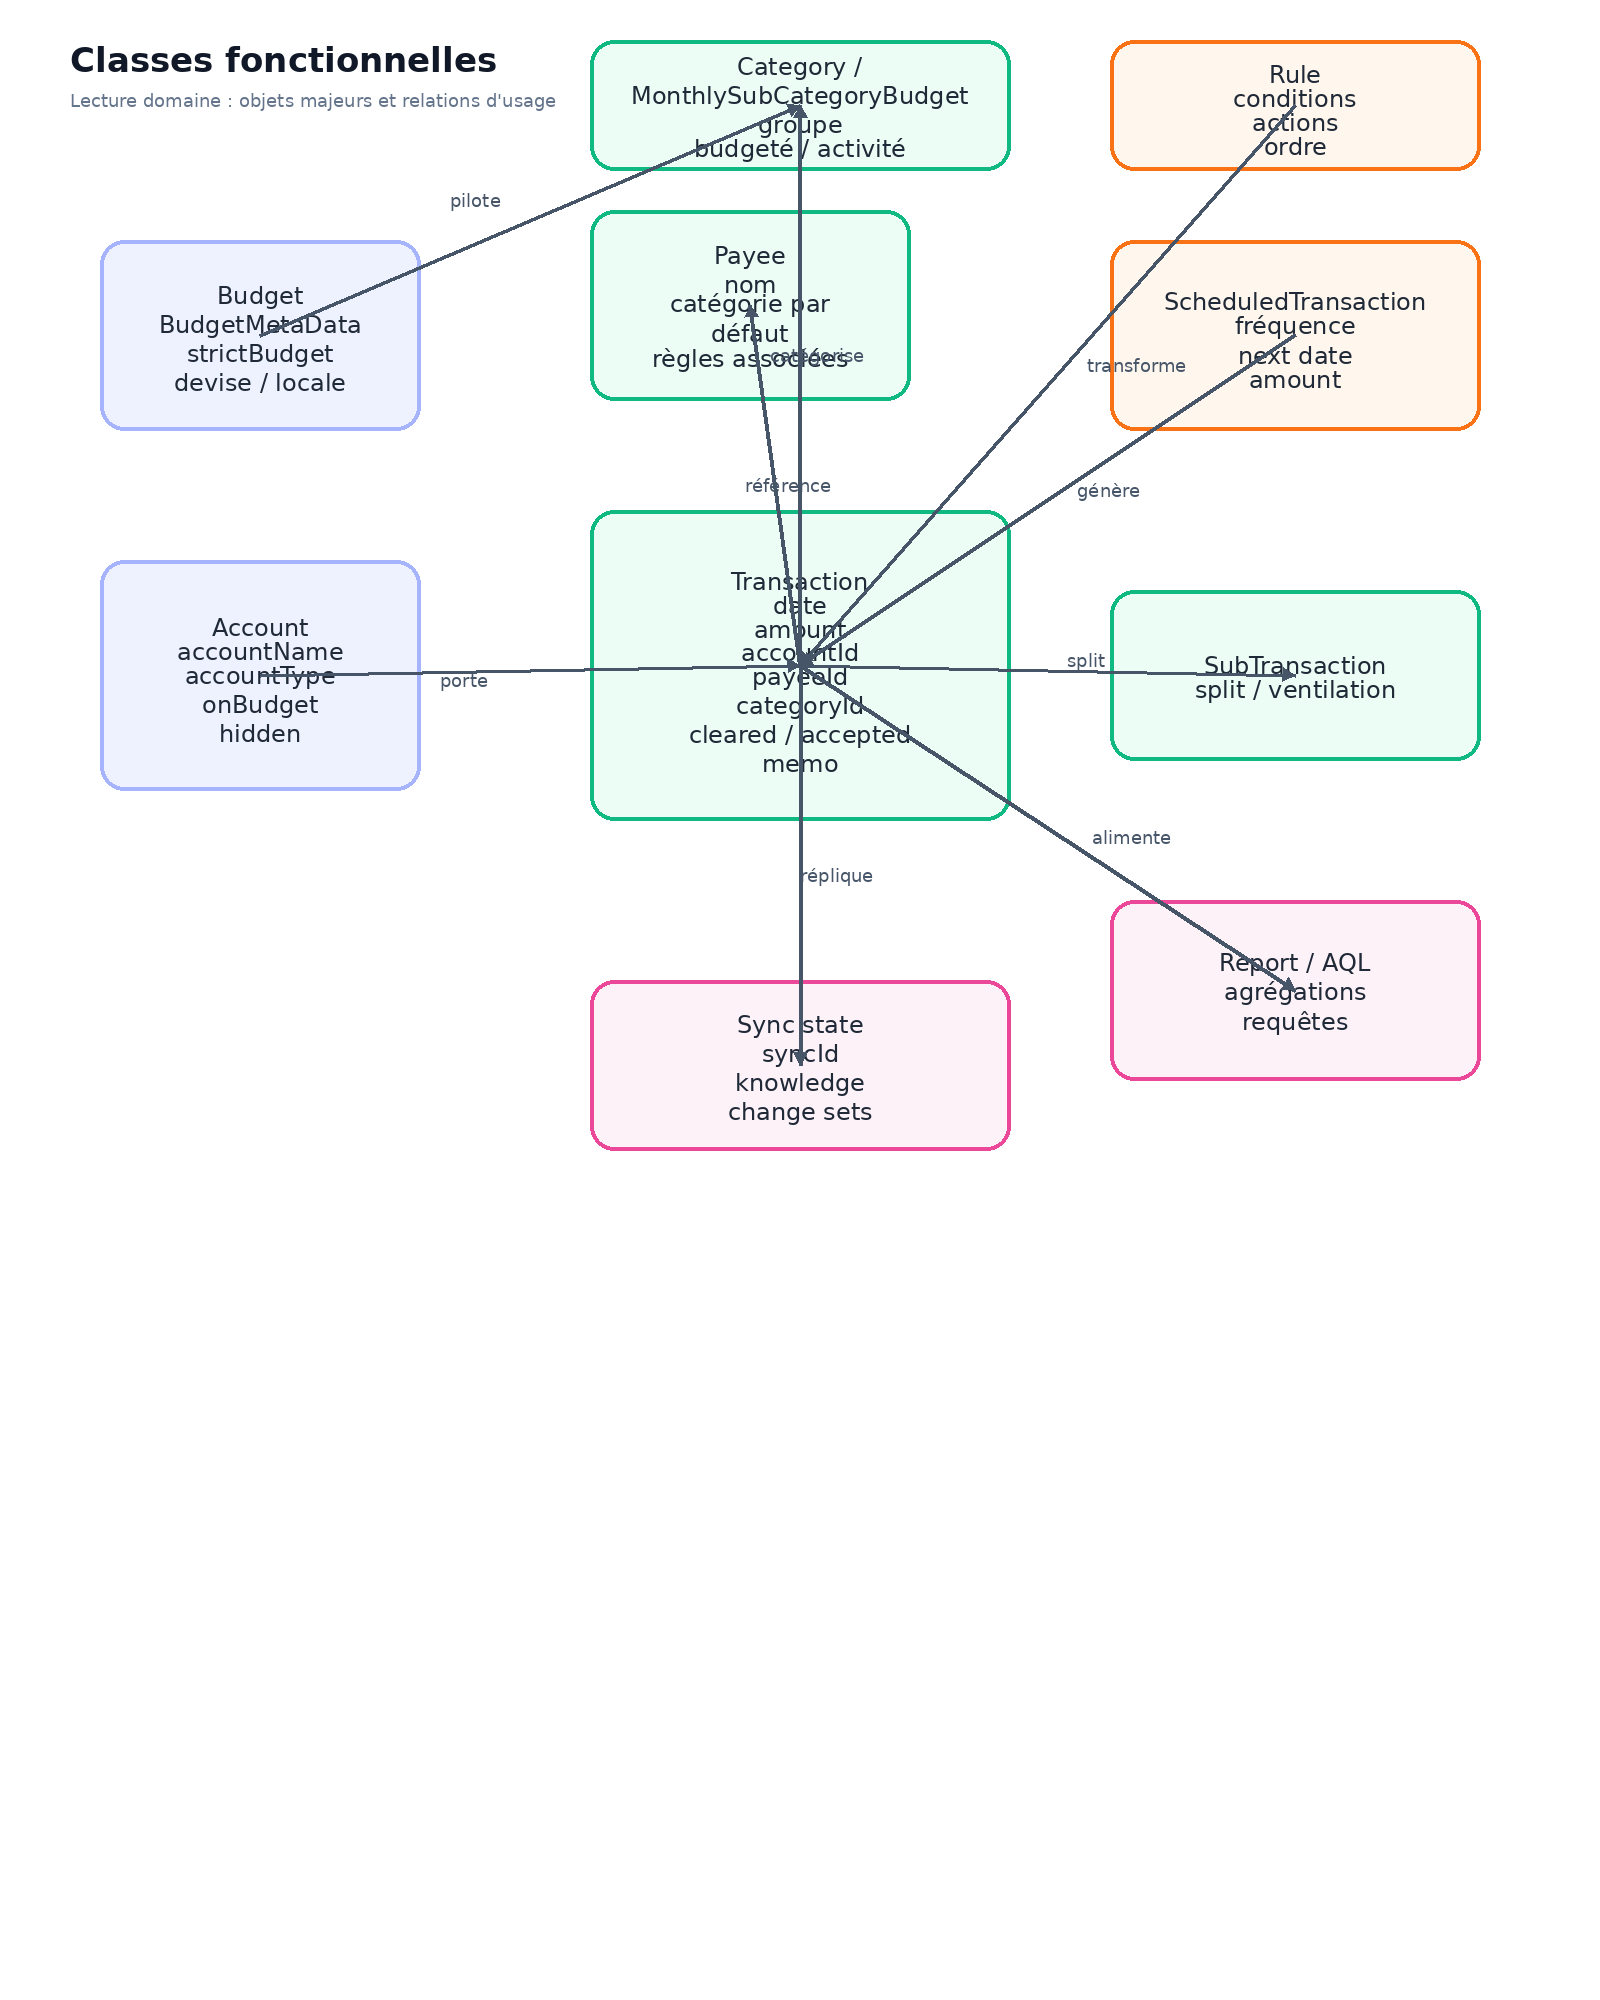 Classes fonctionnelles
Lecture domaine : objets majeurs et relations d'usage
Category /
MonthlySubCategoryBudget
groupe
budgeté / activité
Rule
conditions
actions
ordre
pilote
Budget
BudgetMetaData
strictBudget
devise / locale
Payee
nom
catégorie par
défaut
règles associées
catégorise
ScheduledTransaction
fréquence
next date
amount
transforme
référence
génère
Account
accountName
accountType
onBudget
hidden
porte
Transaction
date
amount
accountId
payeeId
categoryId
cleared / accepted
memo
split
SubTransaction
split / ventilation
réplique
alimente
Sync state
syncId
knowledge
change sets
Report / AQL
agrégations
requêtes